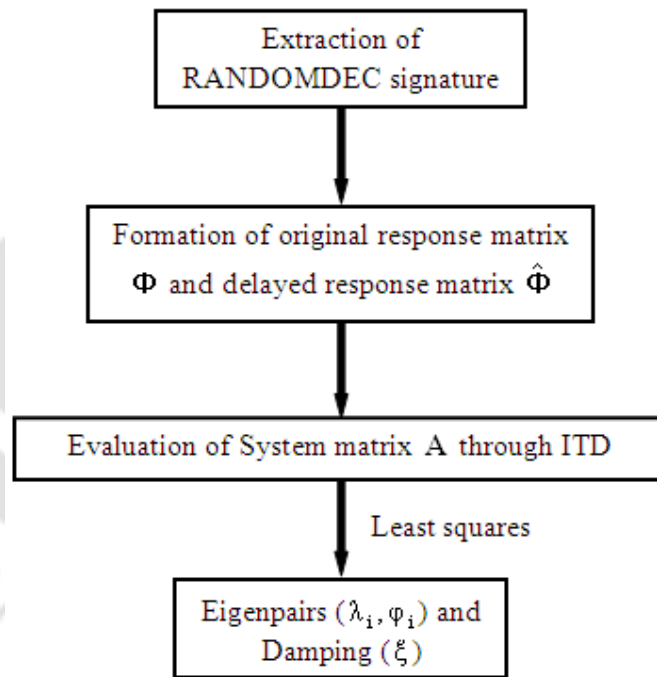 Extraction of
RANDOMDEC signature
Formation of original response matrix
Φ and delayed response matrix Φ̂
Evaluation of System matrix A through ITD
Least squares
Eigenpairs (λᵢ, φᵢ) and
Damping (ξ)